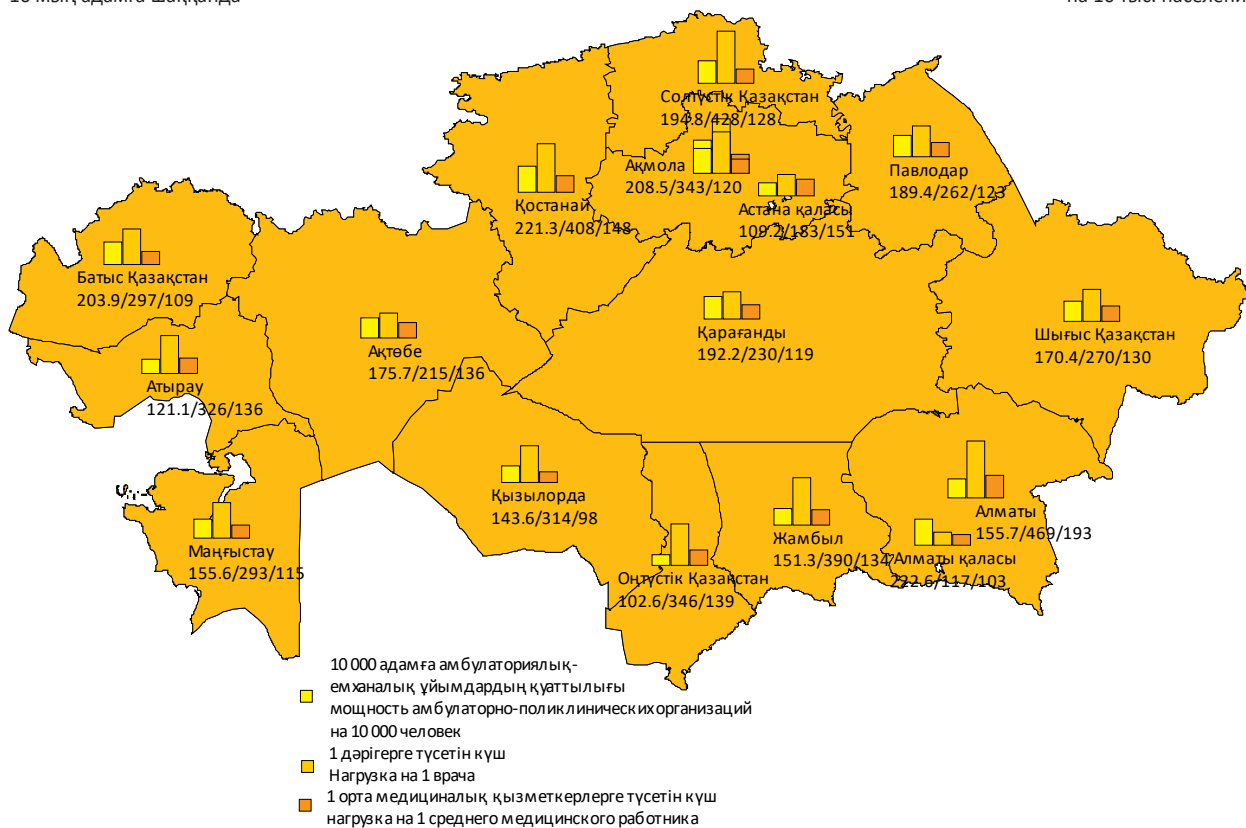 Солтүстік Қазақстан
194.8/428/128
Ақмола
208.5/343/120
Павлодар
189.4/262/123
Қостанай
221.3/408/148
Астана қаласы
109.2/183/151
Батыс Қазақстан
203.9/297/109
Қарағанды
192.2/230/119
Шығыс Қазақстан
170.4/270/130
Ақтөбе
175.7/215/136
Атырау
121.1/326/136
Қызылорда
143.6/314/98
Алматы
155.7/469/193
Маңғыстау
155.6/293/115
Жамбыл
151.3/390/134
Алматы қаласы
222.6/117/103
Оңтүстік Қазақстан
102.6/346/139
10 000 адамға амбулаториялық-
емханалық ұйымдардың қуаттылығы
мощность амбулаторно-поликлинических организаций
на 10 000 человек
1 дәрігерге түсетін күш
Нагрузка на 1 врача
1 орта медициналық қызметкерлерге түсетін күш
нагрузка на 1 среднего медицинского работника